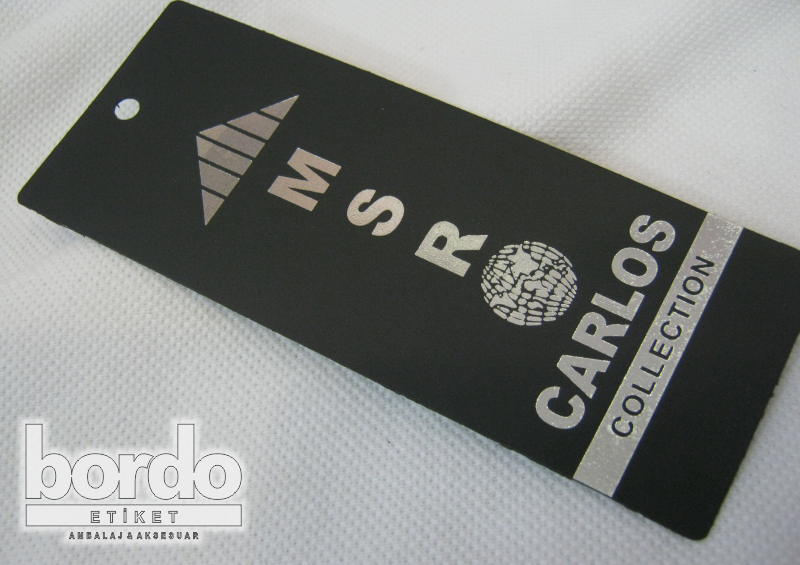 M
S
R
CARLOS
COLLECTION
bordo
ETİKET
AMBALAJ & AKSESUAR